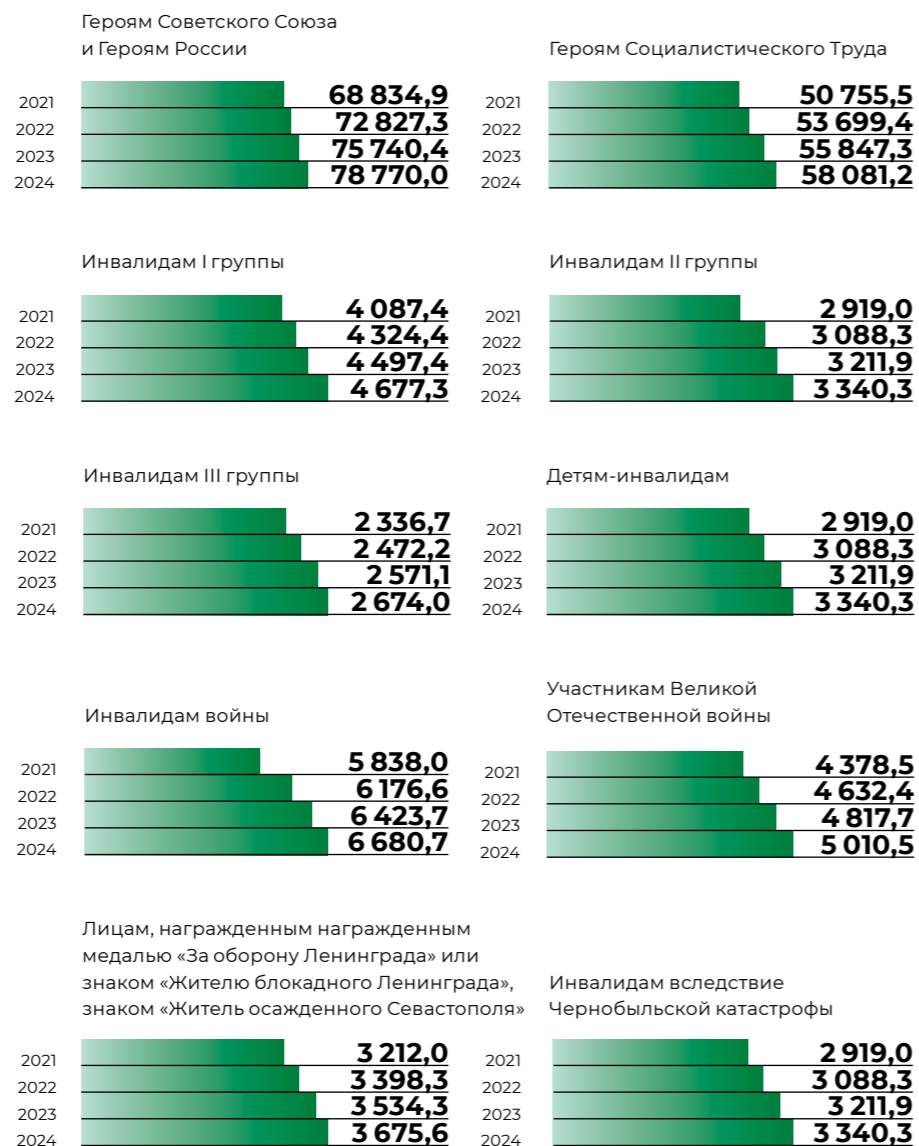 Героям Советского Союза
и Героям России
2021 68 834,9
2022 72 827,3
2023 75 740,4
2024 78 770,0
Героям Социалистического Труда
2021 50 755,5
2022 53 699,4
2023 55 847,3
2024 58 081,2
Инвалидам I группы
2021 4 087,4
2022 4 324,4
2023 4 497,4
2024 4 677,3
Инвалидам II группы
2021 2 919,0
2022 3 088,3
2023 3 211,9
2024 3 340,3
Инвалидам III группы
2021 2 336,7
2022 2 472,2
2023 2 571,1
2024 2 674,0
Детям-инвалидам
2021 2 919,0
2022 3 088,3
2023 3 211,9
2024 3 340,3
Инвалидам войны
2021 5 838,0
2022 6 176,6
2023 6 423,7
2024 6 680,7
Участникам Великой
Отечественной войны
2021 4 378,5
2022 4 632,4
2023 4 817,7
2024 5 010,5
Лицам, награжденным награжденным
медалью «За оборону Ленинграда» или
знаком «Жителю блокадного Ленинграда»,
знаком «Житель осажденного Севастополя»
2021 3 212,0
2022 3 398,3
2023 3 534,3
2024 3 675,6
Инвалидам вследствие
Чернобыльской катастрофы
2021 2 919,0
2022 3 088,3
2023 3 211,9
2024 3 340,3